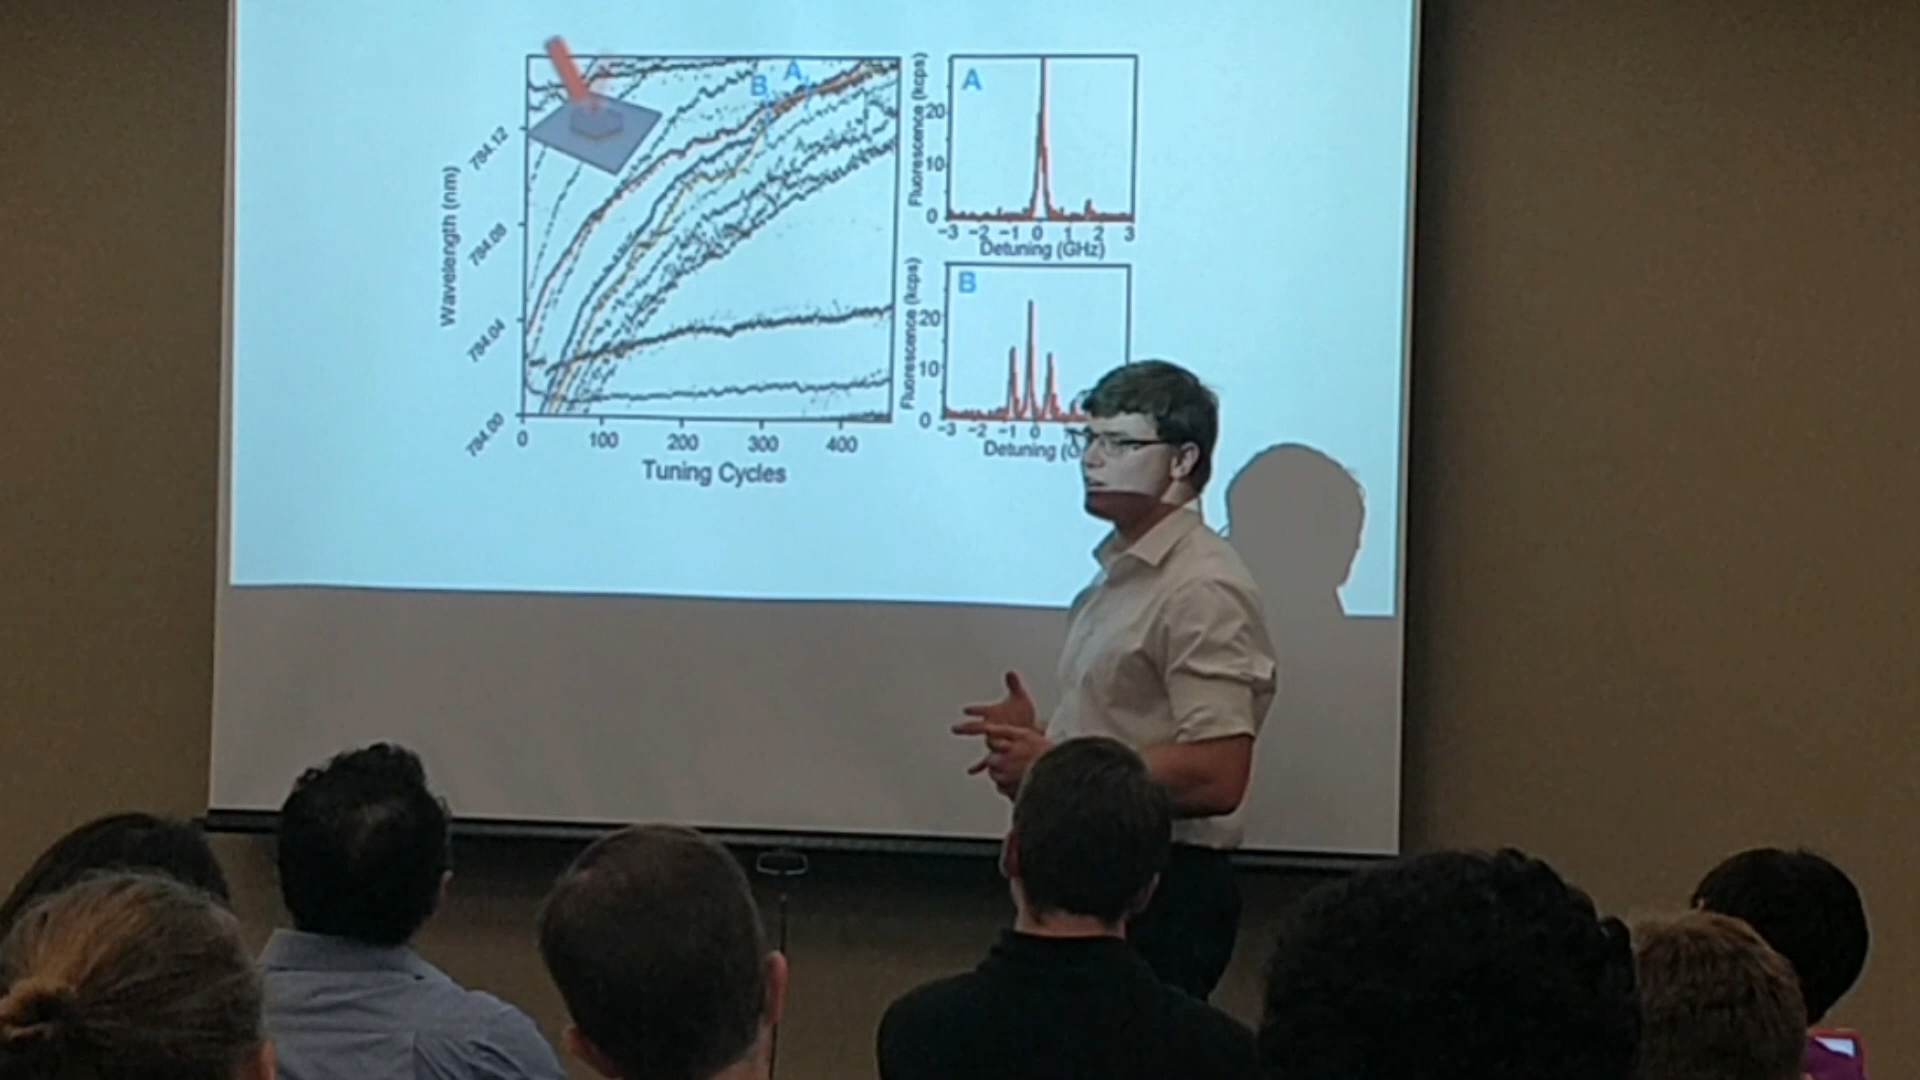 B
A
784.12
784.08
784.04
784.00
Wavelength (nm)
0 100 200 300 400
Tuning Cycles
A
Fluorescence (kcps)
20
10
0
−3 −2 −1 0 1 2 3
Detuning (GHz)
B
Fluorescence (kcps)
20
10
0
−3 −2 −1 0
Detuning (G